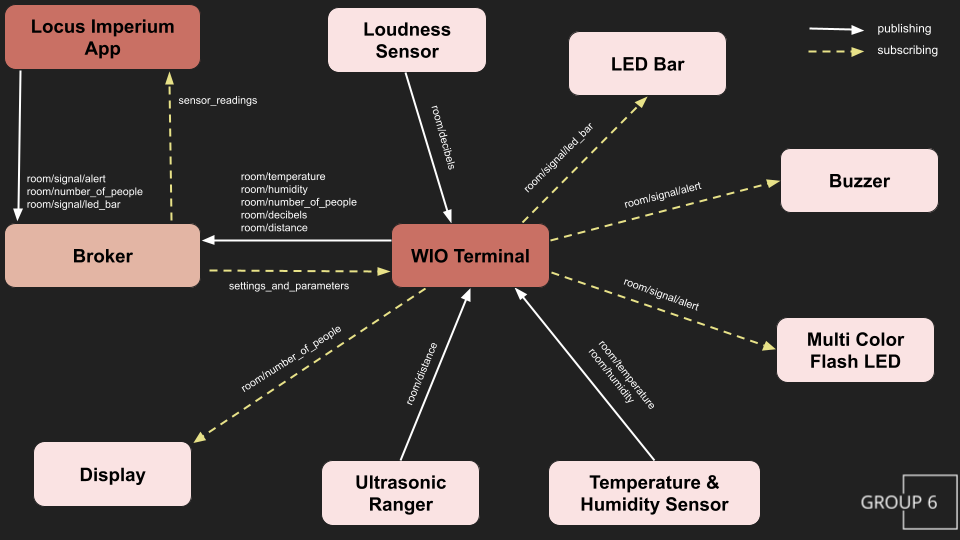 Locus Imperium
App
Loudness
Sensor
publishing
subscribing
LED Bar
sensor_readings
room/decibels
room/signal/led_bar
room/signal/alert
room/number_of_people
room/signal/led_bar
room/temperature
room/humidity
room/number_of_people
room/decibels
room/distance
room/signal/alert
Buzzer
Broker
WIO Terminal
settings_and_parameters
room/signal/alert
Multi Color
Flash LED
room/number_of_people
room/distance
room/temperature
room/humidity
Display
Ultrasonic
Ranger
Temperature &
Humidity Sensor
GROUP 6